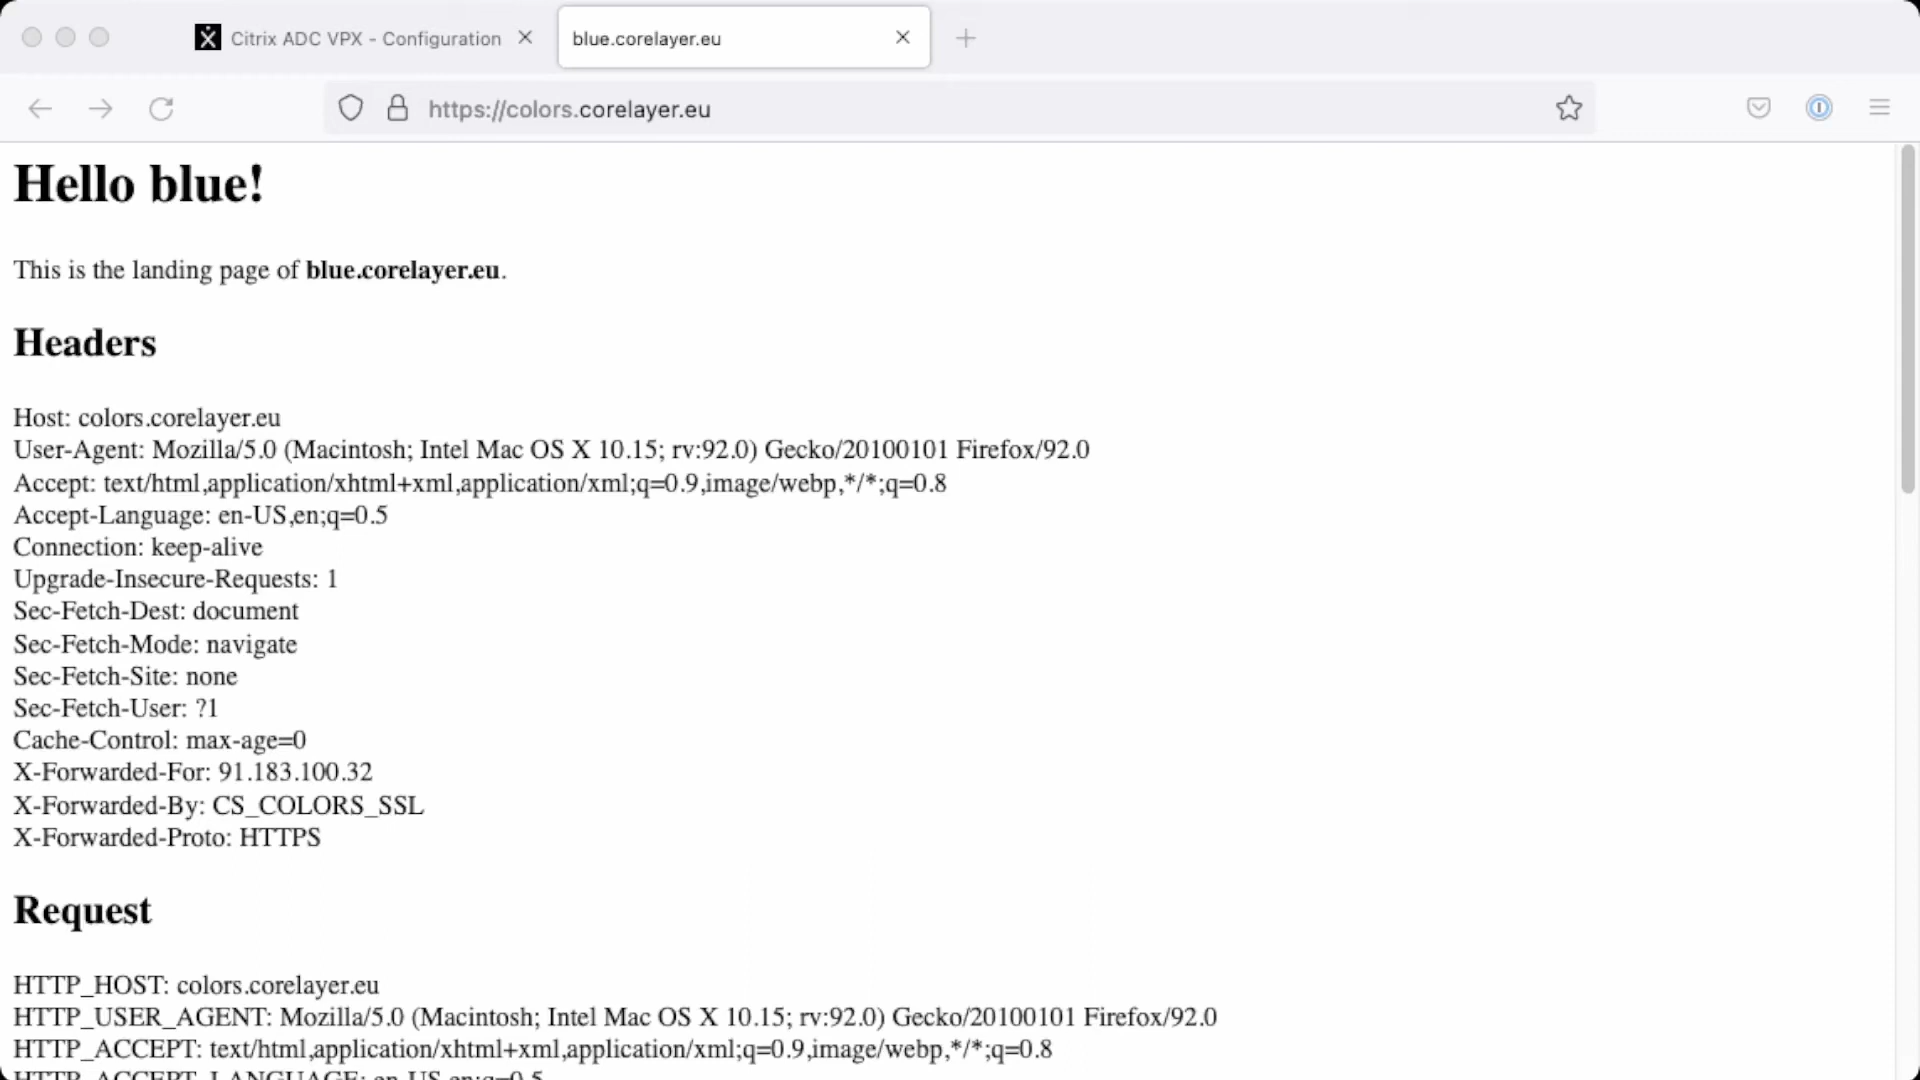 Citrix ADC VPX - Configuration
blue.corelayer.eu
https://colors.corelayer.eu
Hello blue!
This is the landing page of blue.corelayer.eu.
Headers
Host: colors.corelayer.eu
User-Agent: Mozilla/5.0 (Macintosh; Intel Mac OS X 10.15; rv:92.0) Gecko/20100101 Firefox/92.0
Accept: text/html,application/xhtml+xml,application/xml;q=0.9,image/webp,*/*;q=0.8
Accept-Language: en-US,en;q=0.5
Connection: keep-alive
Upgrade-Insecure-Requests: 1
Sec-Fetch-Dest: document
Sec-Fetch-Mode: navigate
Sec-Fetch-Site: none
Sec-Fetch-User: ?1
Cache-Control: max-age=0
X-Forwarded-For: 91.183.100.32
X-Forwarded-By: CS_COLORS_SSL
X-Forwarded-Proto: HTTPS
Request
HTTP_HOST: colors.corelayer.eu
HTTP_USER_AGENT: Mozilla/5.0 (Macintosh; Intel Mac OS X 10.15; rv:92.0) Gecko/20100101 Firefox/92.0
HTTP_ACCEPT: text/html,application/xhtml+xml,application/xml;q=0.9,image/webp,*/*;q=0.8
HTTP_ACCEPT_LANGUAGE: en-US,en;q=0.5